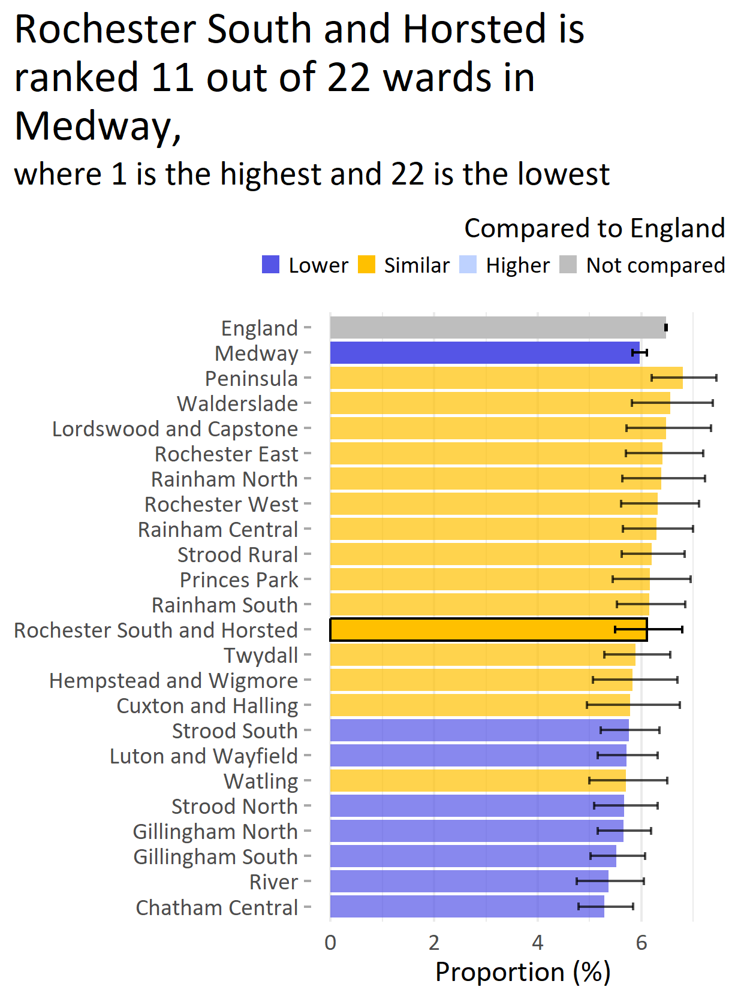 Rochester South and Horsted is
ranked 11 out of 22 wards in
Medway,
where 1 is the highest and 22 is the lowest
Compared to England
Lower Similar Higher Not compared
England
Medway
Peninsula
Walderslade
Lordswood and Capstone
Rochester East
Rainham North
Rochester West
Rainham Central
Strood Rural
Princes Park
Rainham South
Rochester South and Horsted
Twydall
Hempstead and Wigmore
Cuxton and Halling
Strood South
Luton and Wayfield
Watling
Strood North
Gillingham North
Gillingham South
River
Chatham Central
0 2 4 6
Proportion (%)